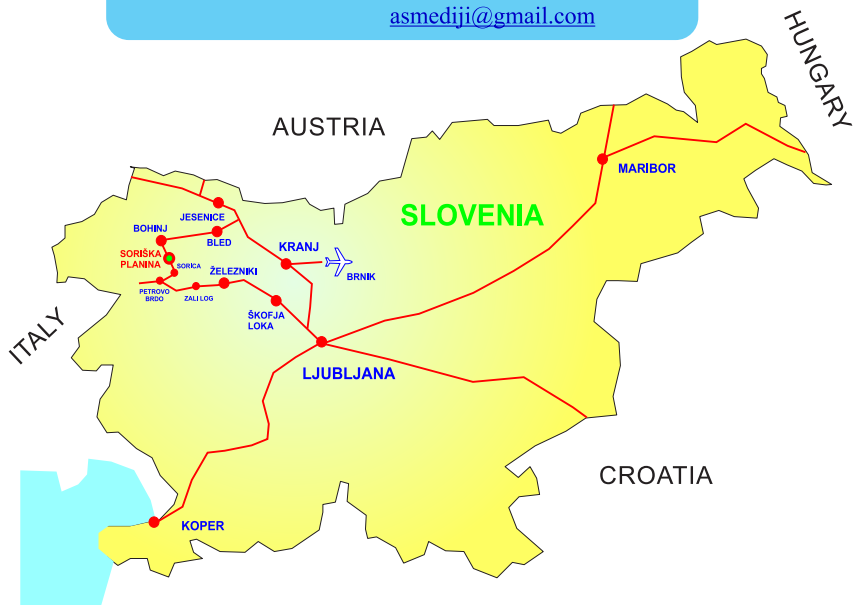 asmediji@gmail.com
HUNGARY
AUSTRIA
MARIBOR
SLOVENIA
JESENICE
BOHINJ
BLED
KRANJ
SORIŠKA
PLANINA
SORICA
ŽELEZNIKI
BRNIK
PETROVO
BRDO
ZALI LOG
ŠKOFJA
LOKA
ITALY
LJUBLJANA
CROATIA
KOPER